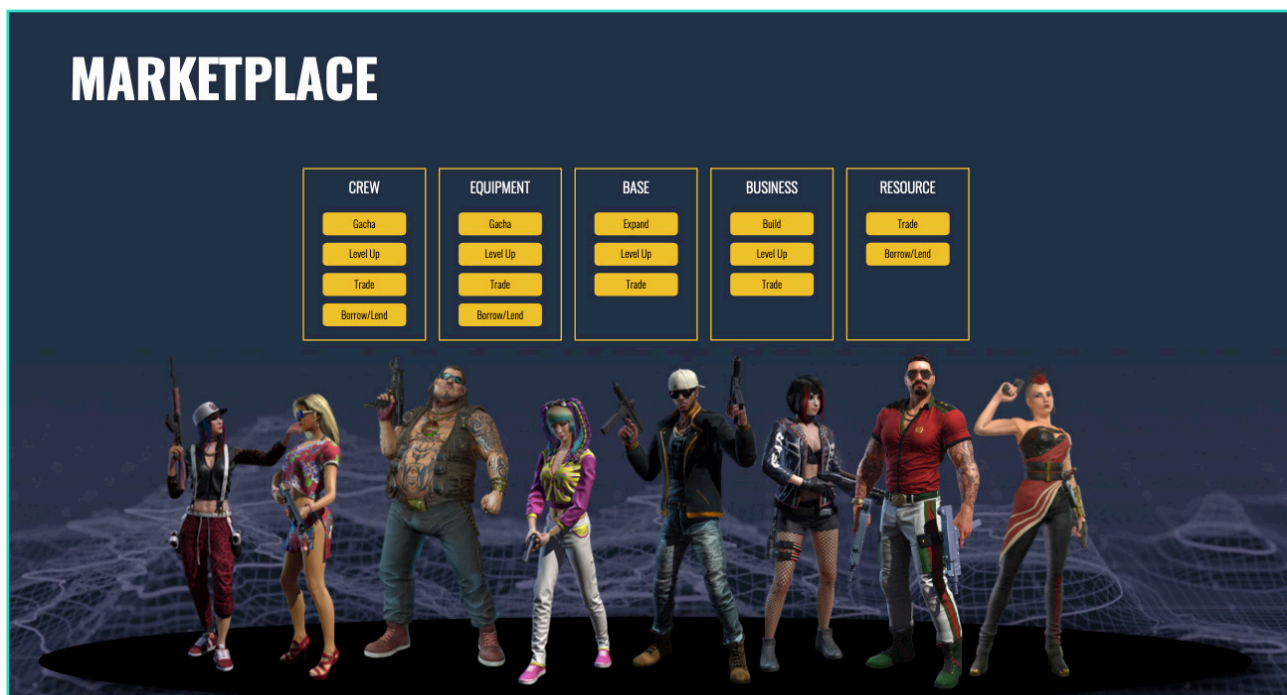 MARKETPLACE
CREW
Gacha
Level Up
Trade
Borrow/Lend
EQUIPMENT
Gacha
Level Up
Trade
Borrow/Lend
BASE
Expand
Level Up
Trade
BUSINESS
Build
Level Up
Trade
RESOURCE
Trade
Borrow/Lend